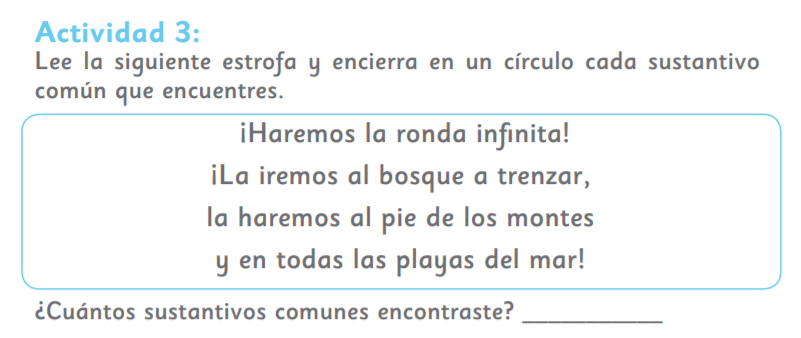 Actividad 3:
Lee la siguiente estrofa y encierra en un círculo cada sustantivo
común que encuentres.
¡Haremos la ronda infinita!
¡La iremos al bosque a trenzar,
la haremos al pie de los montes
y en todas las playas del mar!
¿Cuántos sustantivos comunes encontraste? ___________